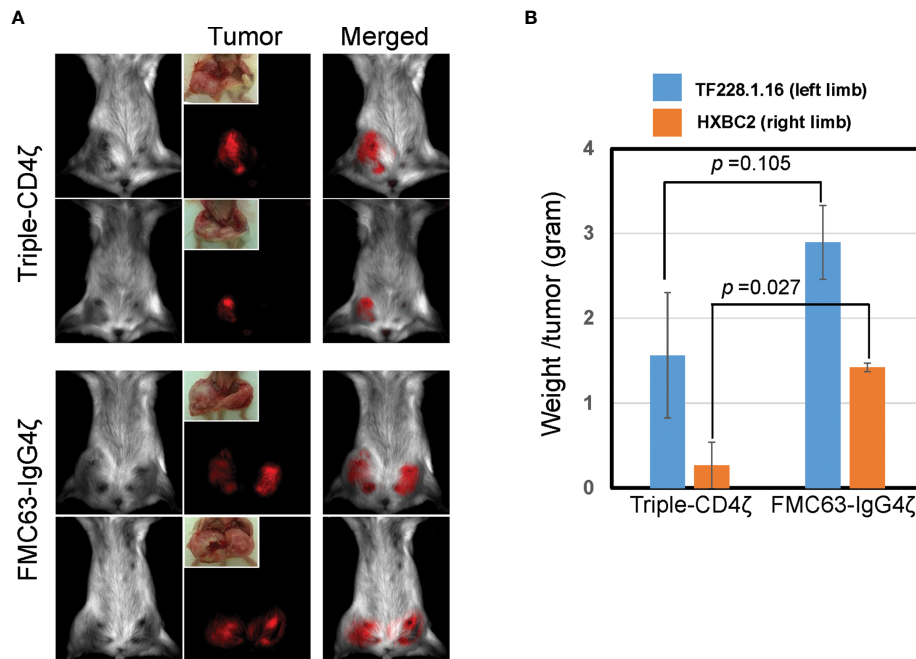 A
Tumor
Merged
Triple-CD4ζ
FMC63-IgG4ζ
B
TF228.1.16 (left limb)
HXBC2 (right limb)
Weight /tumor (gram)
4
3
2
1
0
p =0.105
p =0.027
Triple-CD4ζ
FMC63-IgG4ζ